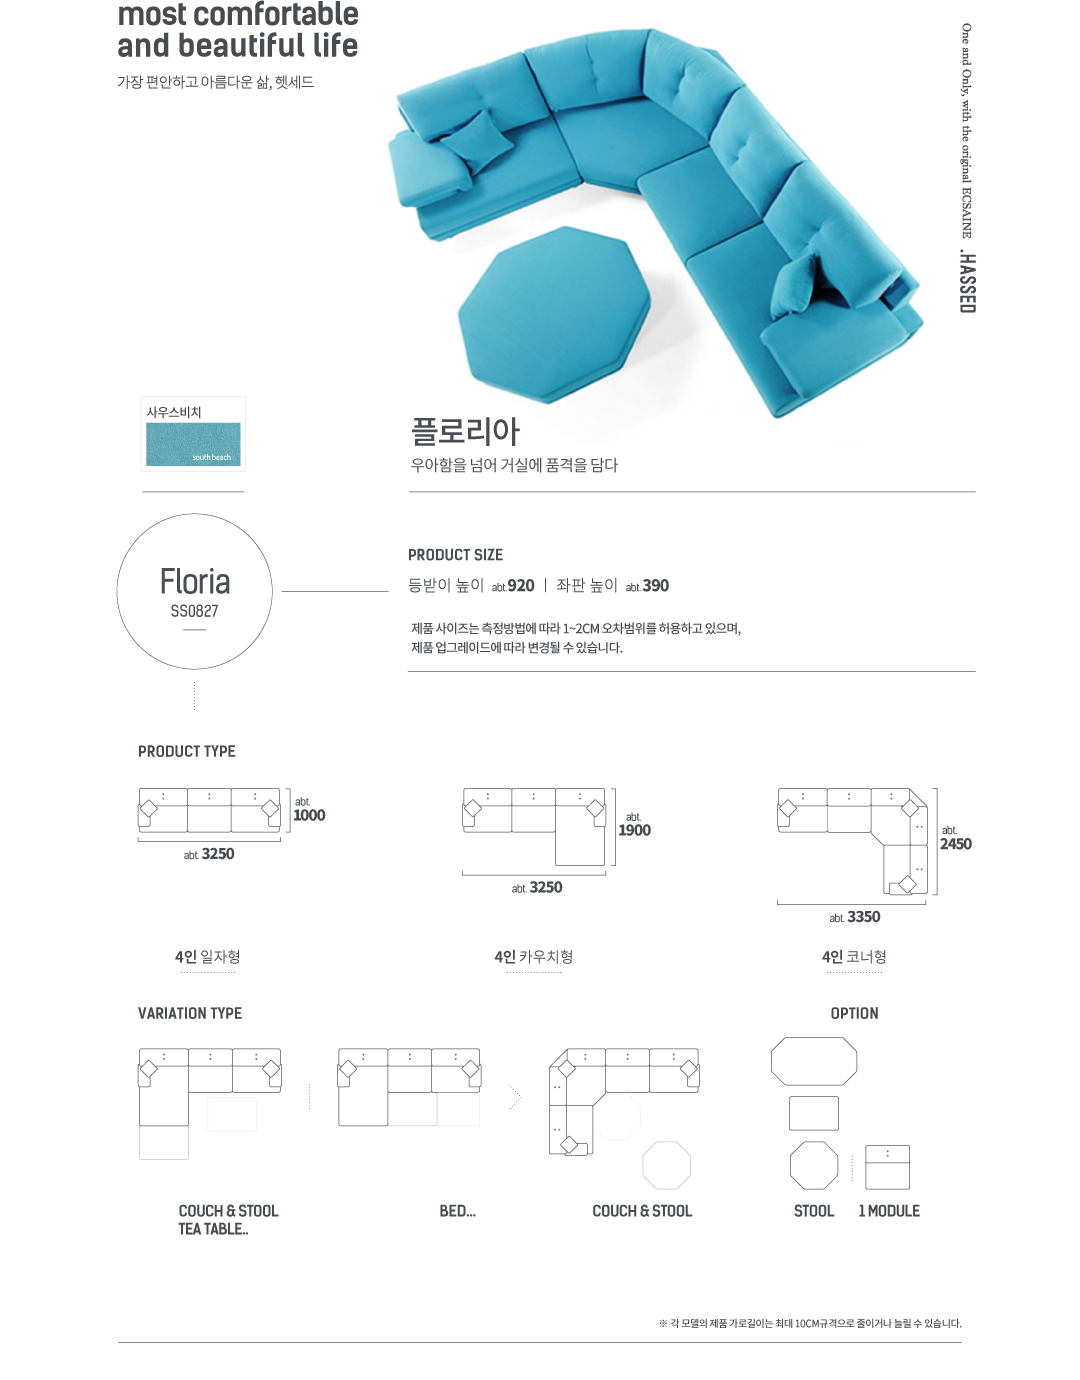 most comfortable
and beautiful life
가장 편안하고 아름다운 삶, 헷세드
One and Only, with the original ECSAINE .HASSED
사우스비치
south beach
플로리아
우아함을 넘어 거실에 품격을 담다
Floria
SS0827
PRODUCT SIZE
등받이 높이 abt.920 | 좌판 높이 abt.390
제품 사이즈는 측정방법에 따라 1~2CM 오차범위를 허용하고 있으며,
제품 업그레이드에 따라 변경될 수 있습니다.
PRODUCT TYPE
abt.
1000
abt. 3250
4인 일자형
abt.
1900
abt. 3250
4인 카우치형
abt.
2450
abt. 3350
4인 코너형
VARIATION TYPE
OPTION
COUCH & STOOL
TEA TABLE..
BED...
COUCH & STOOL
STOOL
1 MODULE
※ 각 모델의 제품 가로길이는 최대 10CM규격으로 줄이거나 늘릴 수 있습니다.